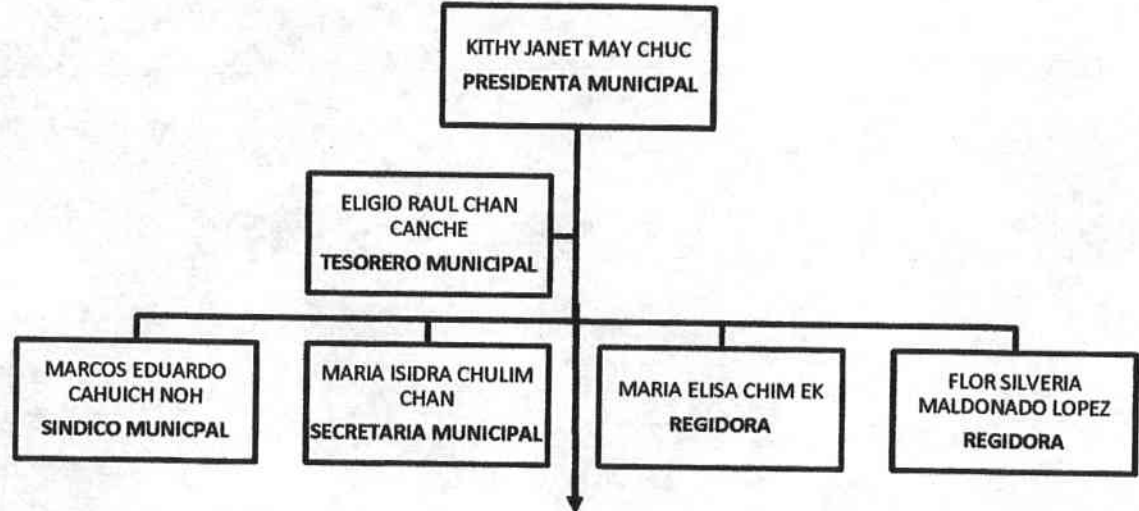 KITHY JANET MAY CHUC
PRESIDENTA MUNICIPAL
ELIGIO RAUL CHAN
CANCHE
TESORERO MUNICIPAL
MARCOS EDUARDO
CAHUICH NOH
SINDICO MUNICPAL
MARIA ISIDRA CHULIM
CHAN
SECRETARIA MUNICIPAL
MARIA ELISA CHIM EK
REGIDORA
FLOR SILVERIA
MALDONADO LOPEZ
REGIDORA